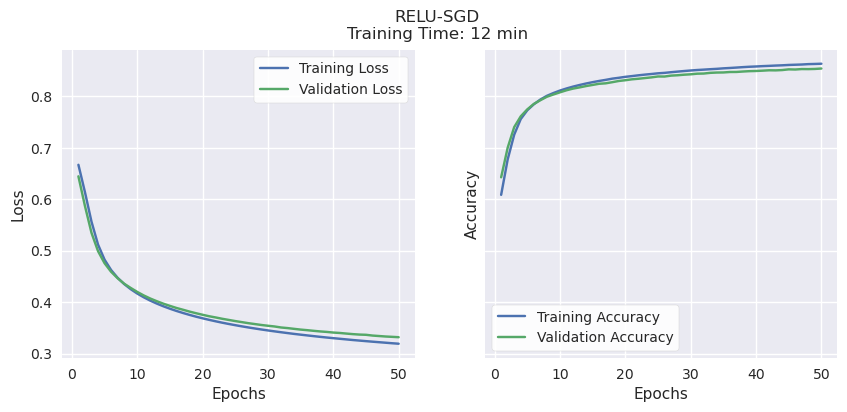 RELU-SGD
Training Time: 12 min
Loss
0.8
0.7
0.6
0.5
0.4
0.3
Training Loss
Validation Loss
0 10 20 30 40 50
Epochs
Accuracy
Training Accuracy
Validation Accuracy
0 10 20 30 40 50
Epochs